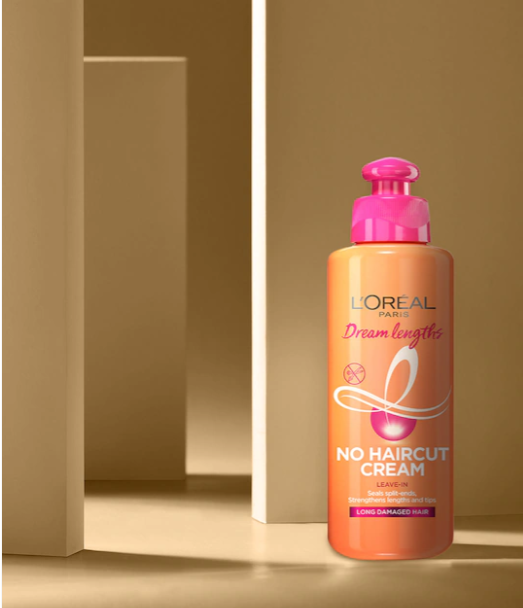 L'ORÉAL
PARIS
Dream lengths
NO HAIRCUT
CREAM
LEAVE-IN
Seals split-ends,
Strengthens lengths and tips
LONG DAMAGED HAIR